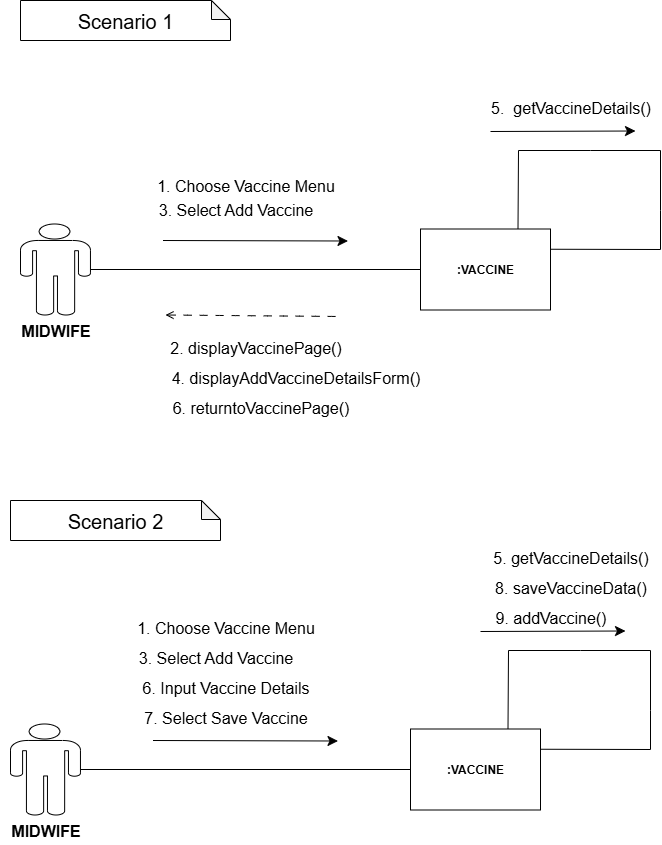 Scenario 1
5. getVaccineDetails()
1. Choose Vaccine Menu
3. Select Add Vaccine
:VACCINE
MIDWIFE
2. displayVaccinePage()
4. displayAddVaccineDetailsForm()
6. returntoVaccinePage()
Scenario 2
5. getVaccineDetails()
8. saveVaccineData()
9. addVaccine()
1. Choose Vaccine Menu
3. Select Add Vaccine
6. Input Vaccine Details
7. Select Save Vaccine
:VACCINE
MIDWIFE